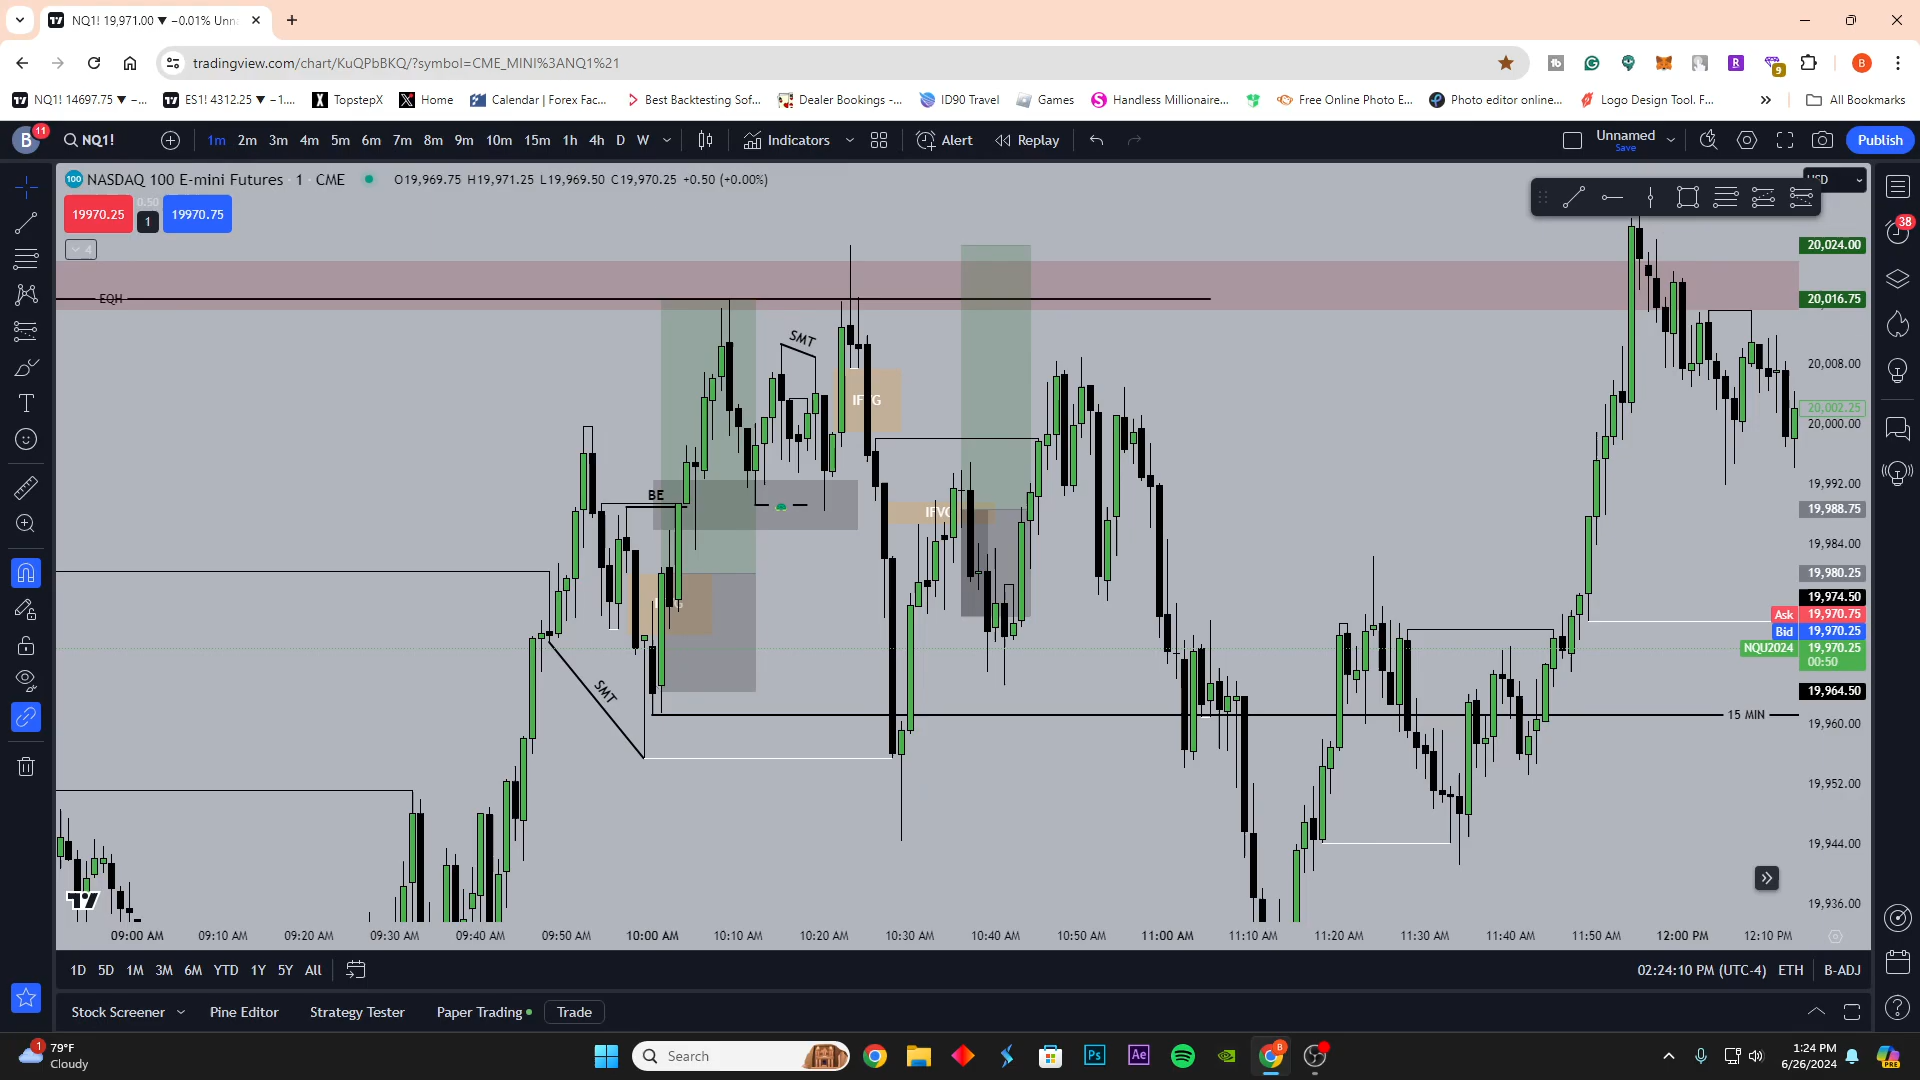 NQ1! 19,971.00 ▼ −0.01% Unn
tradingview.com/chart/KuQPbBKQ/?symbol=CME_MINI%3ANQ1%21
NQ1! 14697.75 ▼ −...
ES1! 4312.25 ▼ −1....
TopstepX
Home
Calendar | Forex Fac...
Best Backtesting Sof...
Dealer Bookings -...
ID90 Travel
Games
Handless Millionaire...
Free Online Photo E...
Photo editor online...
Logo Design Tool. F...
All Bookmarks
B 11
NQ1!
1m 2m 3m 4m 5m 6m 7m 8m 9m 10m 15m 1h 4h D W
Indicators
Alert
Replay
Unnamed
Save
Publish
NASDAQ 100 E-mini Futures · 1 · CME
O19,969.75 H19,971.25 L19,969.50 C19,970.25 +0.50 (+0.00%)
USD
19970.25
0.50
1
19970.75
4
38
20,024.00
EQH
20,016.75
SMT
20,008.00
IFVG
20,002.25
20,000.00
19,992.00
BE
IFVG
19,988.75
19,984.00
19,980.25
19,974.50
Ask 19,970.75
Bid 19,970.25
NQU2024 19,970.25
00:50
SMT
19,964.50
15 MIN
19,960.00
19,952.00
19,944.00
19,936.00
09:00 AM 09:10 AM 09:20 AM 09:30 AM 09:40 AM 09:50 AM 10:00 AM 10:10 AM 10:20 AM 10:30 AM 10:40 AM 10:50 AM 11:00 AM 11:10 AM 11:20 AM 11:30 AM 11:40 AM 11:50 AM 12:00 PM 12:10 PM
1D 5D 1M 3M 6M YTD 1Y 5Y All
02:24:10 PM (UTC-4) ETH B-ADJ
Stock Screener
Pine Editor
Strategy Tester
Paper Trading
Trade
79°F
Cloudy
Search
1:24 PM
6/26/2024